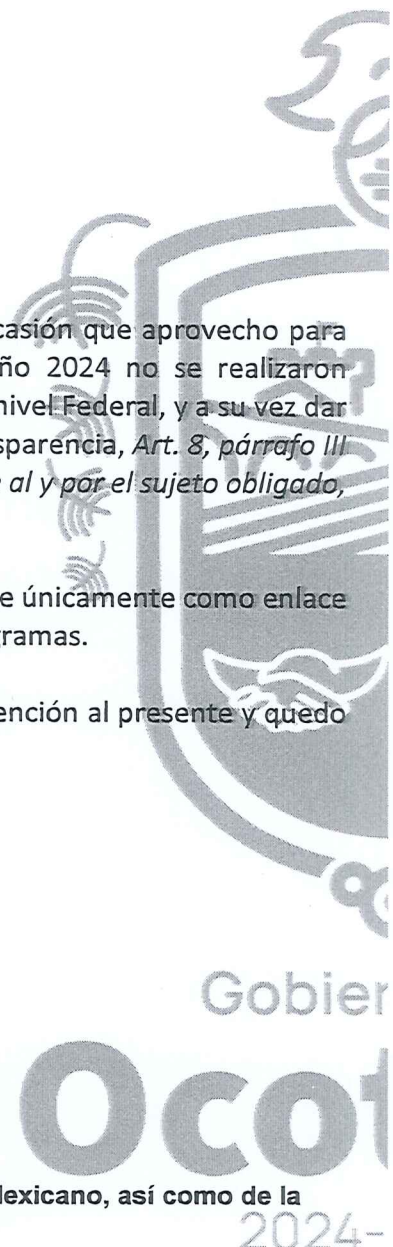 casión que aprovecho para
ño 2024 no se realizaron
nivel Federal, y a su vez dar
sparencia, Art. 8, párrafo III
al y por el sujeto obligado,
e únicamente como enlace
gramas.
ención al presente y quedo
Gobier
Ocot
Mexicano, así como de la
2024-